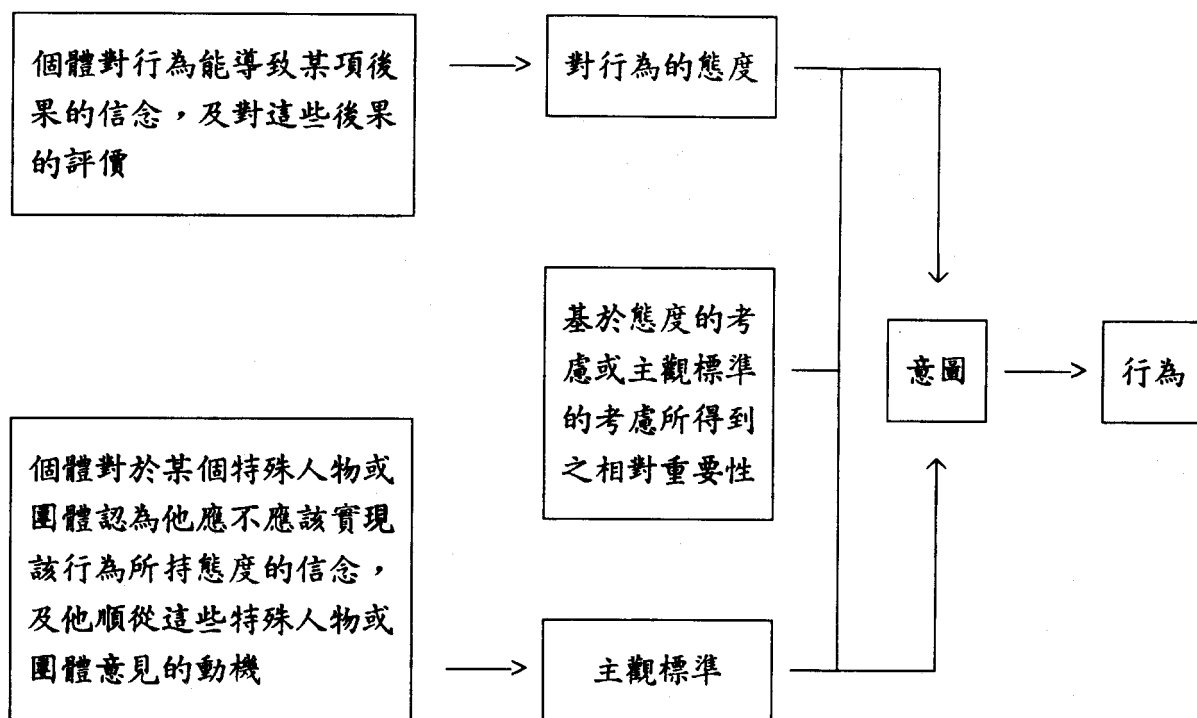 個體對行為能導致某項後
果的信念，及對這些後果
的評價
對行為的態度
基於態度的考
慮或主觀標準
的考慮所得到
之相對重要性
意圖
行為
個體對於某個特殊人物或
團體認為他應不應該實現
該行為所持態度的信念，
及他順從這些特殊人物或
團體意見的動機
主觀標準